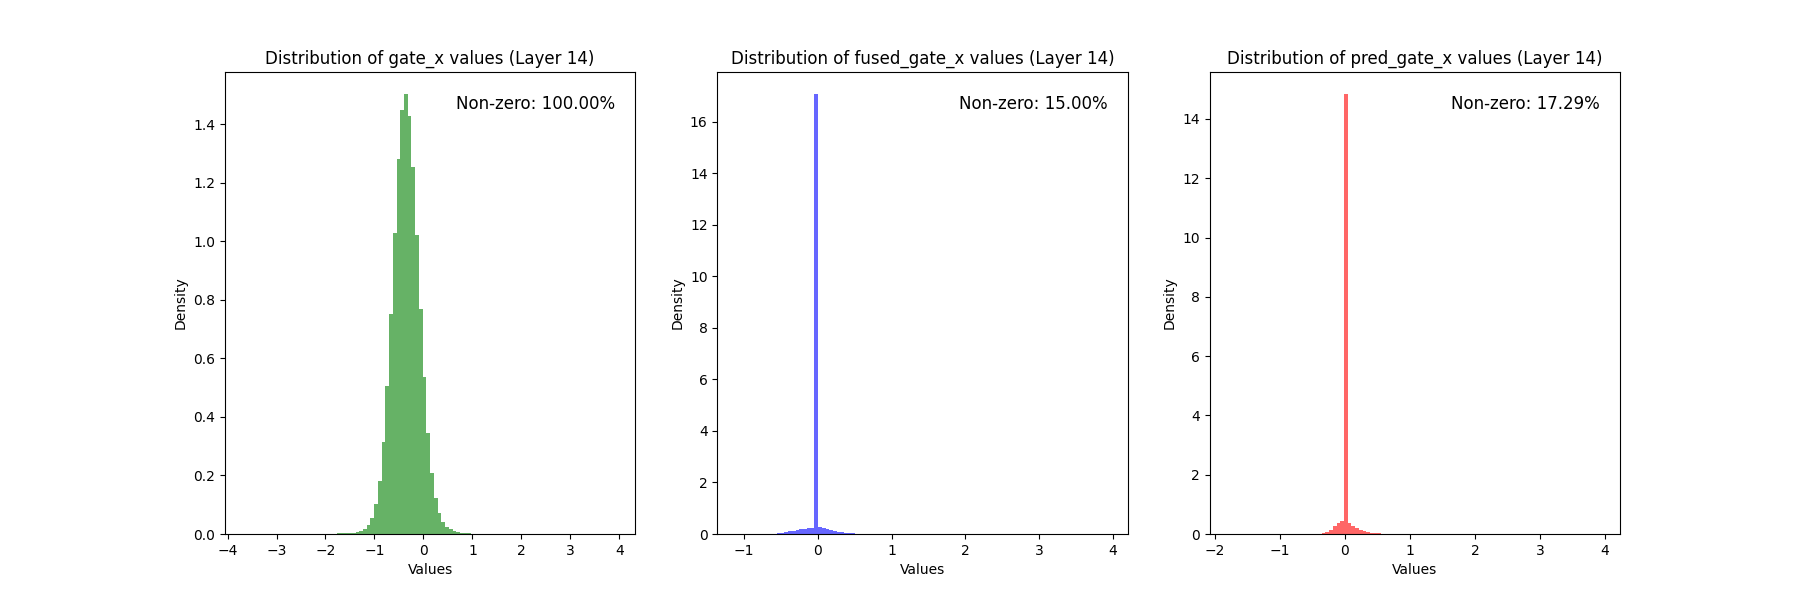 Distribution of gate_x values (Layer 14)
Non-zero: 100.00%
1.4
1.2
1.0
0.8
0.6
0.4
0.2
0.0
Density
−4 −3 −2 −1 0 1 2 3 4
Values
Distribution of fused_gate_x values (Layer 14)
Non-zero: 15.00%
16
14
12
10
8
6
4
2
0
Density
−1 0 1 2 3 4
Values
Distribution of pred_gate_x values (Layer 14)
Non-zero: 17.29%
14
12
10
8
6
4
2
0
Density
−2 −1 0 1 2 3 4
Values